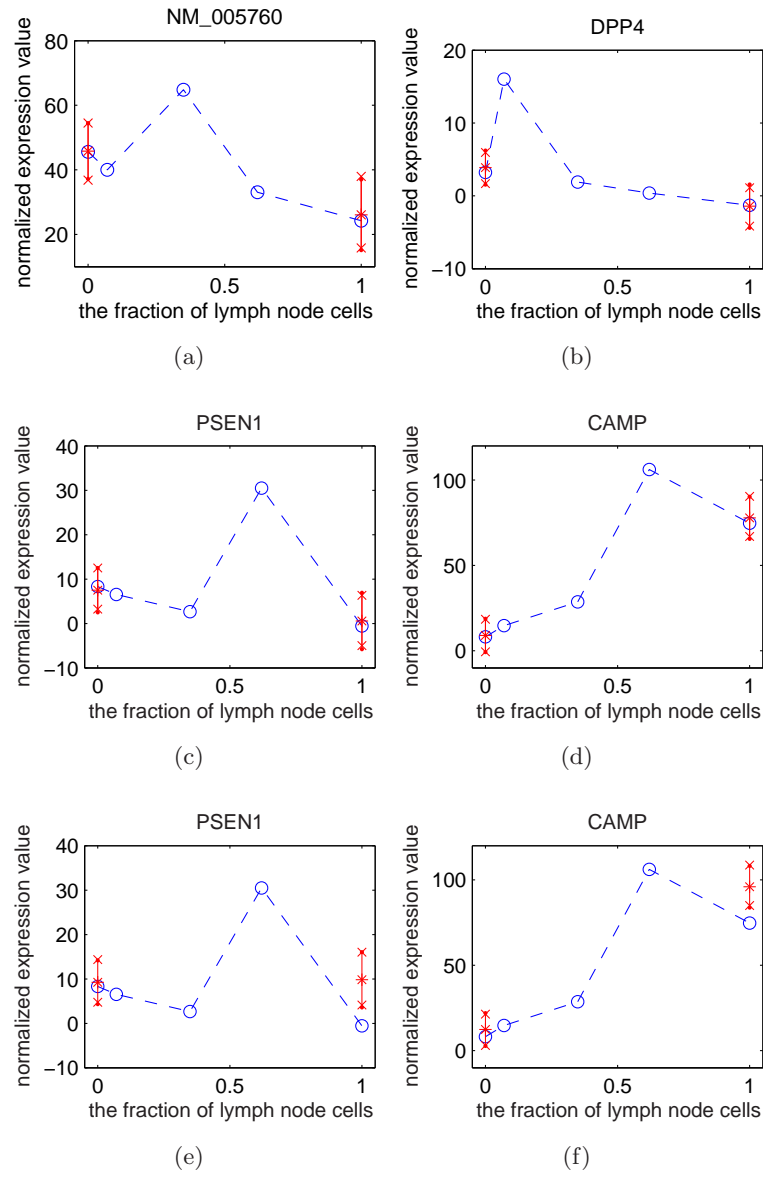 NM_005760
normalized expression value
80
60
40
20
0
0.5
1
the fraction of lymph node cells
(a)
DPP4
normalized expression value
20
10
0
−10
0
0.5
1
the fraction of lymph node cells
(b)
PSEN1
normalized expression value
40
30
20
10
0
−10
0
0.5
1
the fraction of lymph node cells
(c)
CAMP
normalized expression value
100
50
0
0
0.5
1
the fraction of lymph node cells
(d)
PSEN1
normalized expression value
40
30
20
10
0
−10
0
0.5
1
the fraction of lymph node cells
(e)
CAMP
normalized expression value
100
50
0
0
0.5
1
the fraction of lymph node cells
(f)